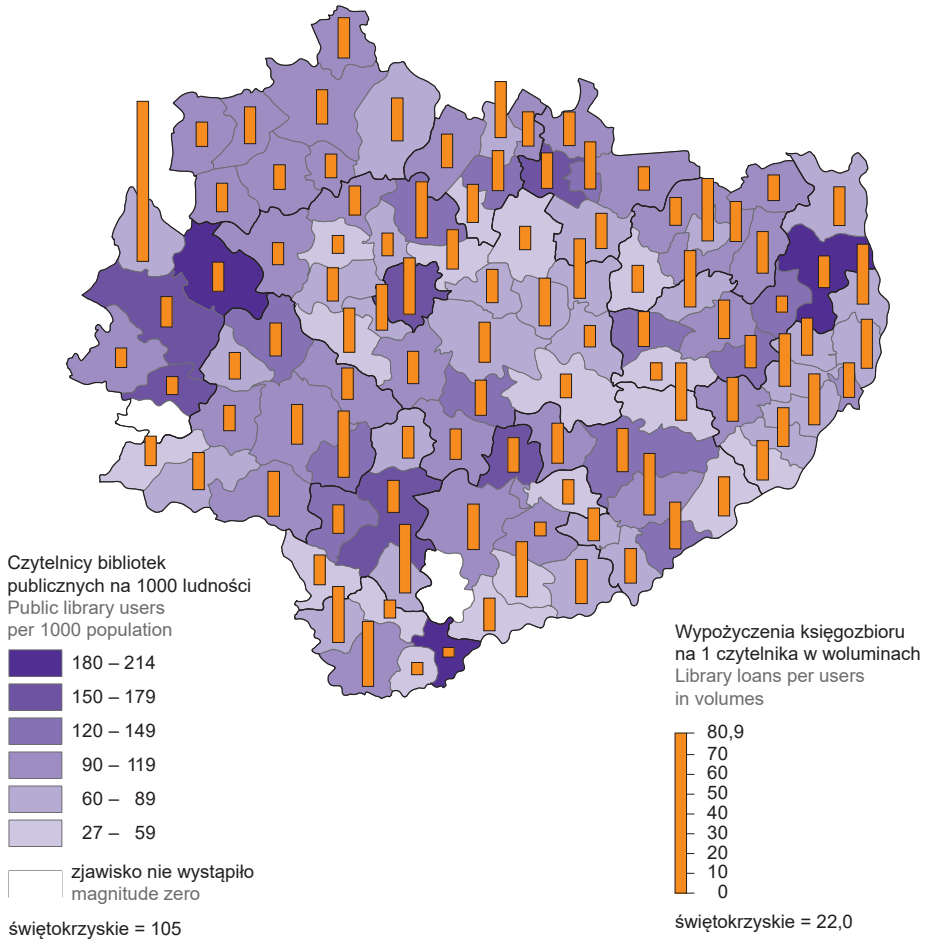 Czytelnicy bibliotek
publicznych na 1000 ludności
Public library users
per 1000 population
180 – 214
150 – 179
120 – 149
90 – 119
60 – 89
27 – 59
zjawisko nie wystąpiło
magnitude zero
świętokrzyskie = 105
Wypożyczenia księgozbioru
na 1 czytelnika w woluminach
Library loans per users
in volumes
80,9
70
60
50
40
30
20
10
0
świętokrzyskie = 22,0